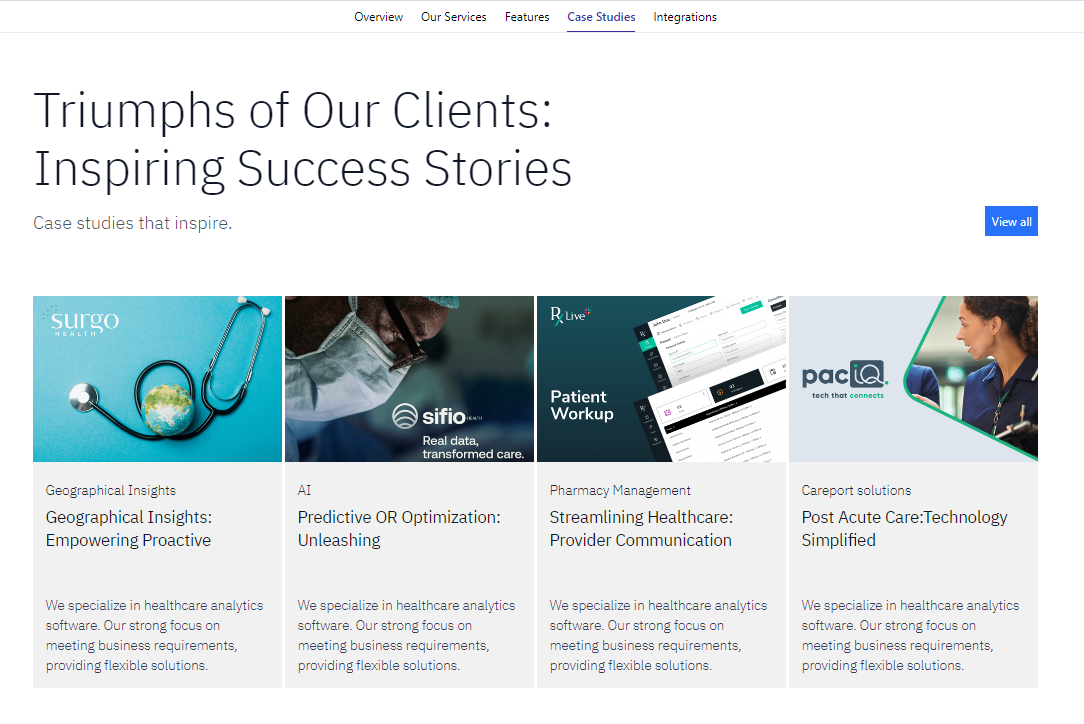 Overview Our Services Features Case Studies Integrations
Triumphs of Our Clients:
Inspiring Success Stories
Case studies that inspire.
View all
surgo
HEALTH
sifio HEALTH
Real data,
transformed care.
Rx Live
Patient
Workup
pacIQ.
tech that connects
Geographical Insights
Geographical Insights:
Empowering Proactive
We specialize in healthcare analytics
software. Our strong focus on
meeting business requirements,
providing flexible solutions.
AI
Predictive OR Optimization:
Unleashing
We specialize in healthcare analytics
software. Our strong focus on
meeting business requirements,
providing flexible solutions.
Pharmacy Management
Streamlining Healthcare:
Provider Communication
We specialize in healthcare analytics
software. Our strong focus on
meeting business requirements,
providing flexible solutions.
Careport solutions
Post Acute Care:Technology
Simplified
We specialize in healthcare analytics
software. Our strong focus on
meeting business requirements,
providing flexible solutions.